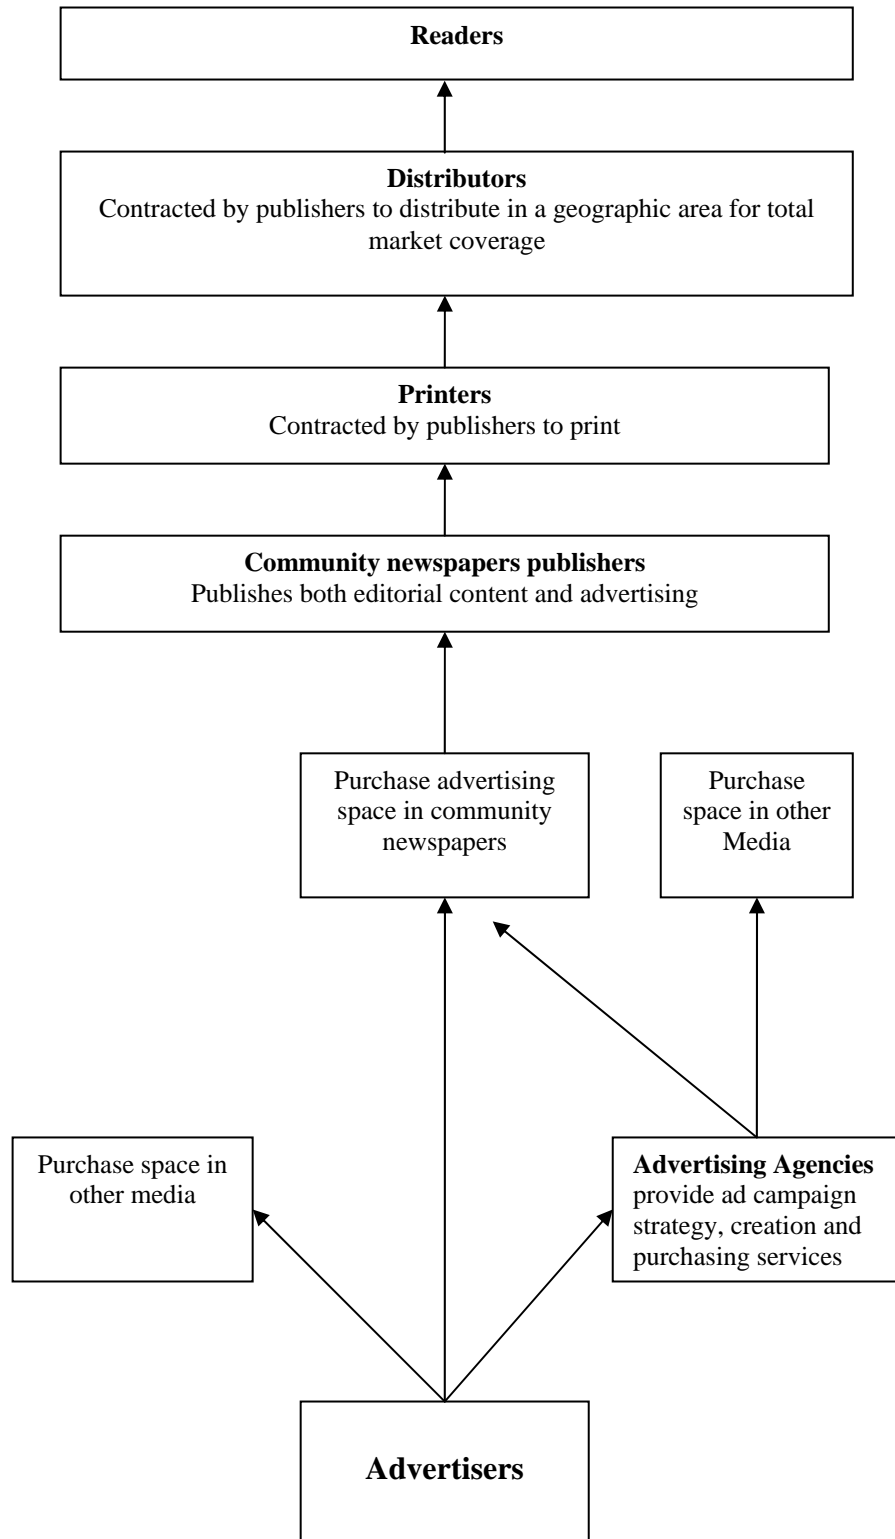 Readers
Distributors
Contracted by publishers to distribute in a geographic area for total
market coverage
Printers
Contracted by publishers to print
Community newspapers publishers
Publishes both editorial content and advertising
Purchase advertising
space in community
newspapers
Purchase
space in other
Media
Purchase space in
other media
Advertising Agencies
provide ad campaign
strategy, creation and
purchasing services
Advertisers